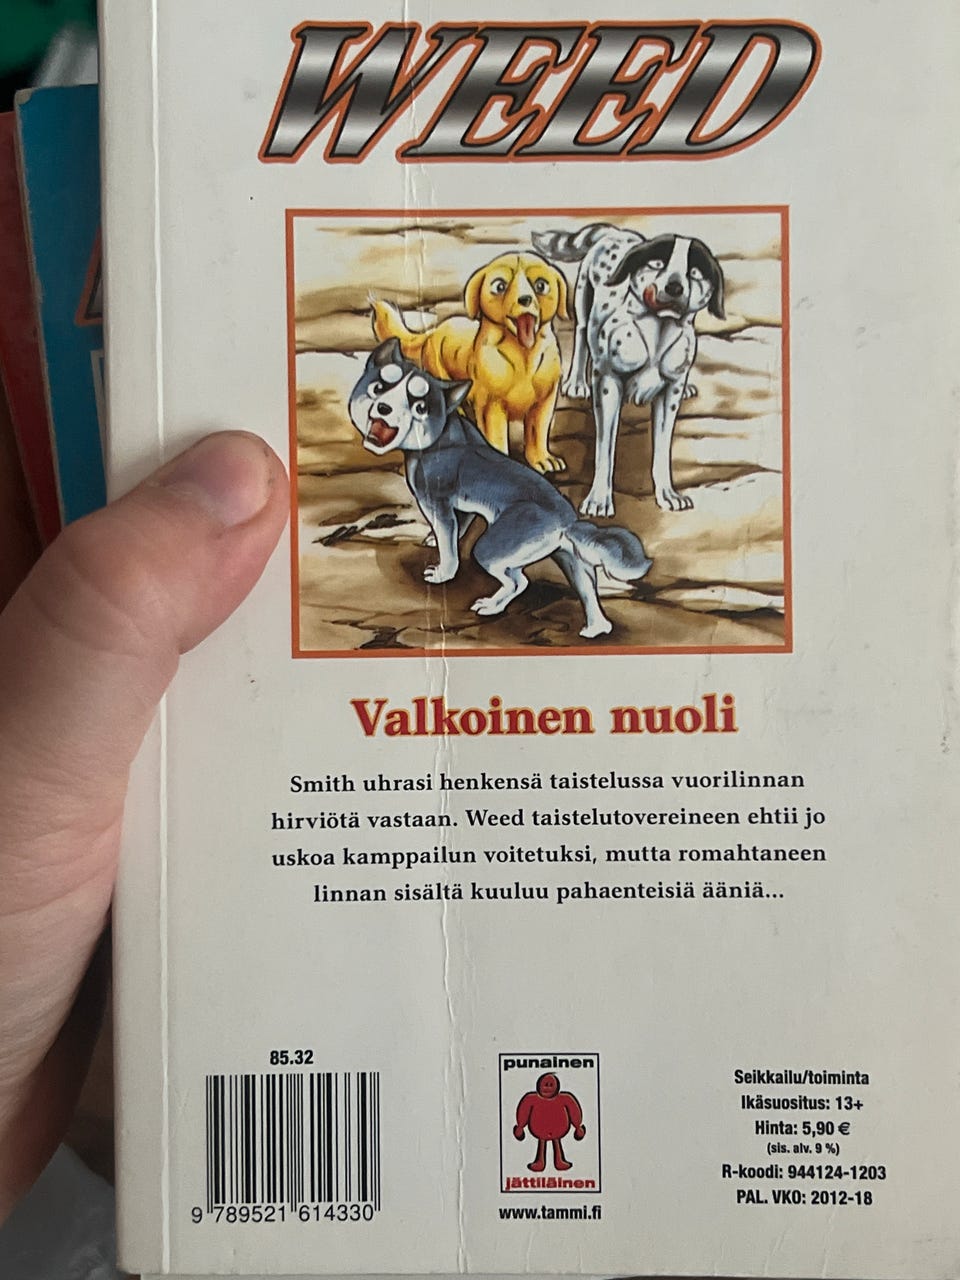 WEED
Valkoinen nuoli
Smith uhrasi henkensä taistelussa vuorilinnan
hirviötä vastaan. Weed taistelutovereineen ehtii jo
uskoa kamppailun voitetuksi, mutta romahtaneen
linnan sisältä kuuluu pahaenteisiä ääniä...
85.32
9 789521 614330
punainen
jättiläinen
www.tammi.fi
Seikkailu/toiminta
Ikäsuositus: 13+
Hinta: 5,90 €
(sis. alv. 9 %)
R-koodi: 944124-1203
PAL. VKO: 2012-18